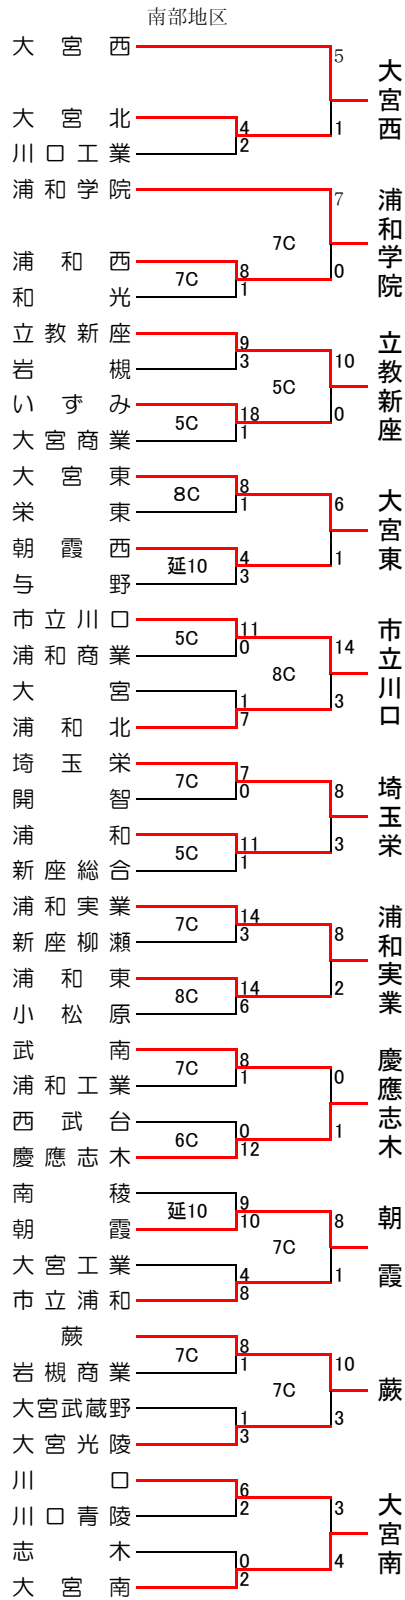 南部地区
大宮西
5
大宮西
大宮北
4
1
川口工業
2
浦和学院
7
浦和学院
7C
浦和西
8
0
7C
和光
1
立教新座
9
立教新座
岩槻
3
10
5C
いずみ
18
0
5C
大宮商業
1
大宮東
8
大宮東
8C
栄東
1
6
朝霞西
4
1
延10
与野
3
市立川口
11
市立川口
5C
浦和商業
0
14
8C
大宮
1
3
浦和北
7
埼玉栄
7
埼玉栄
7C
開智
0
8
浦和
11
3
5C
新座総合
1
浦和実業
14
浦和実業
7C
新座柳瀬
3
8
浦和東
14
2
8C
小松原
6
武南
8
慶應志木
7C
浦和工業
1
0
西武台
0
1
6C
慶應志木
12
南稜
9
朝霞
延10
朝霞
10
8
7C
大宮工業
4
1
市立浦和
8
蕨
8
蕨
7C
岩槻商業
1
10
7C
大宮武蔵野
1
3
大宮光陵
3
川口
6
大宮南
川口青陵
2
3
志木
0
4
大宮南
2